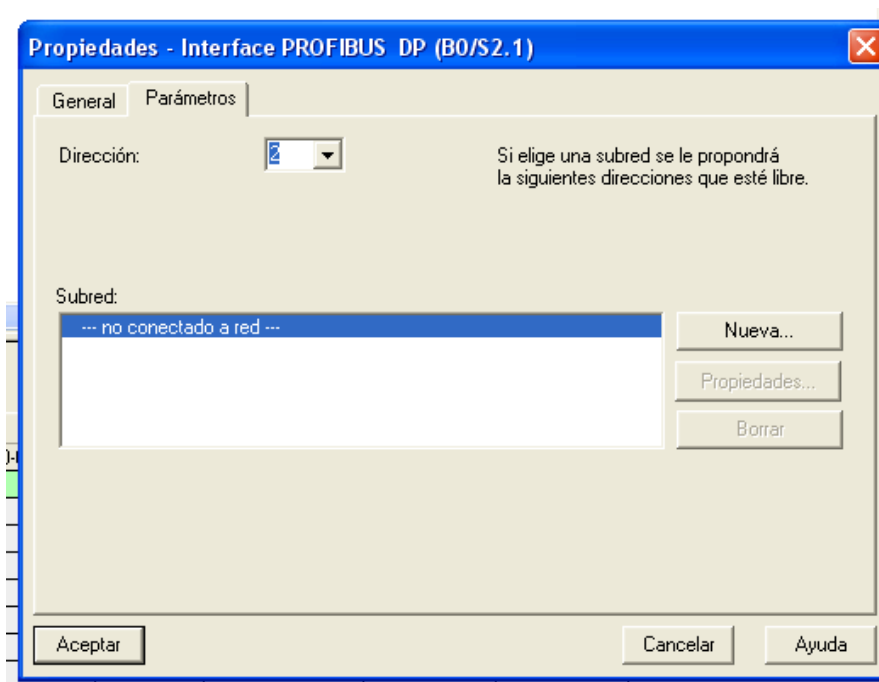 Propiedades - Interface PROFIBUS DP (B0/S2.1)
General Parámetros
Dirección: 2
Si elige una subred se le propondrá
la siguientes direcciones que esté libre.
Subred:
--- no conectado a red ---
Nueva...
Propiedades...
Borrar
Aceptar Cancelar Ayuda